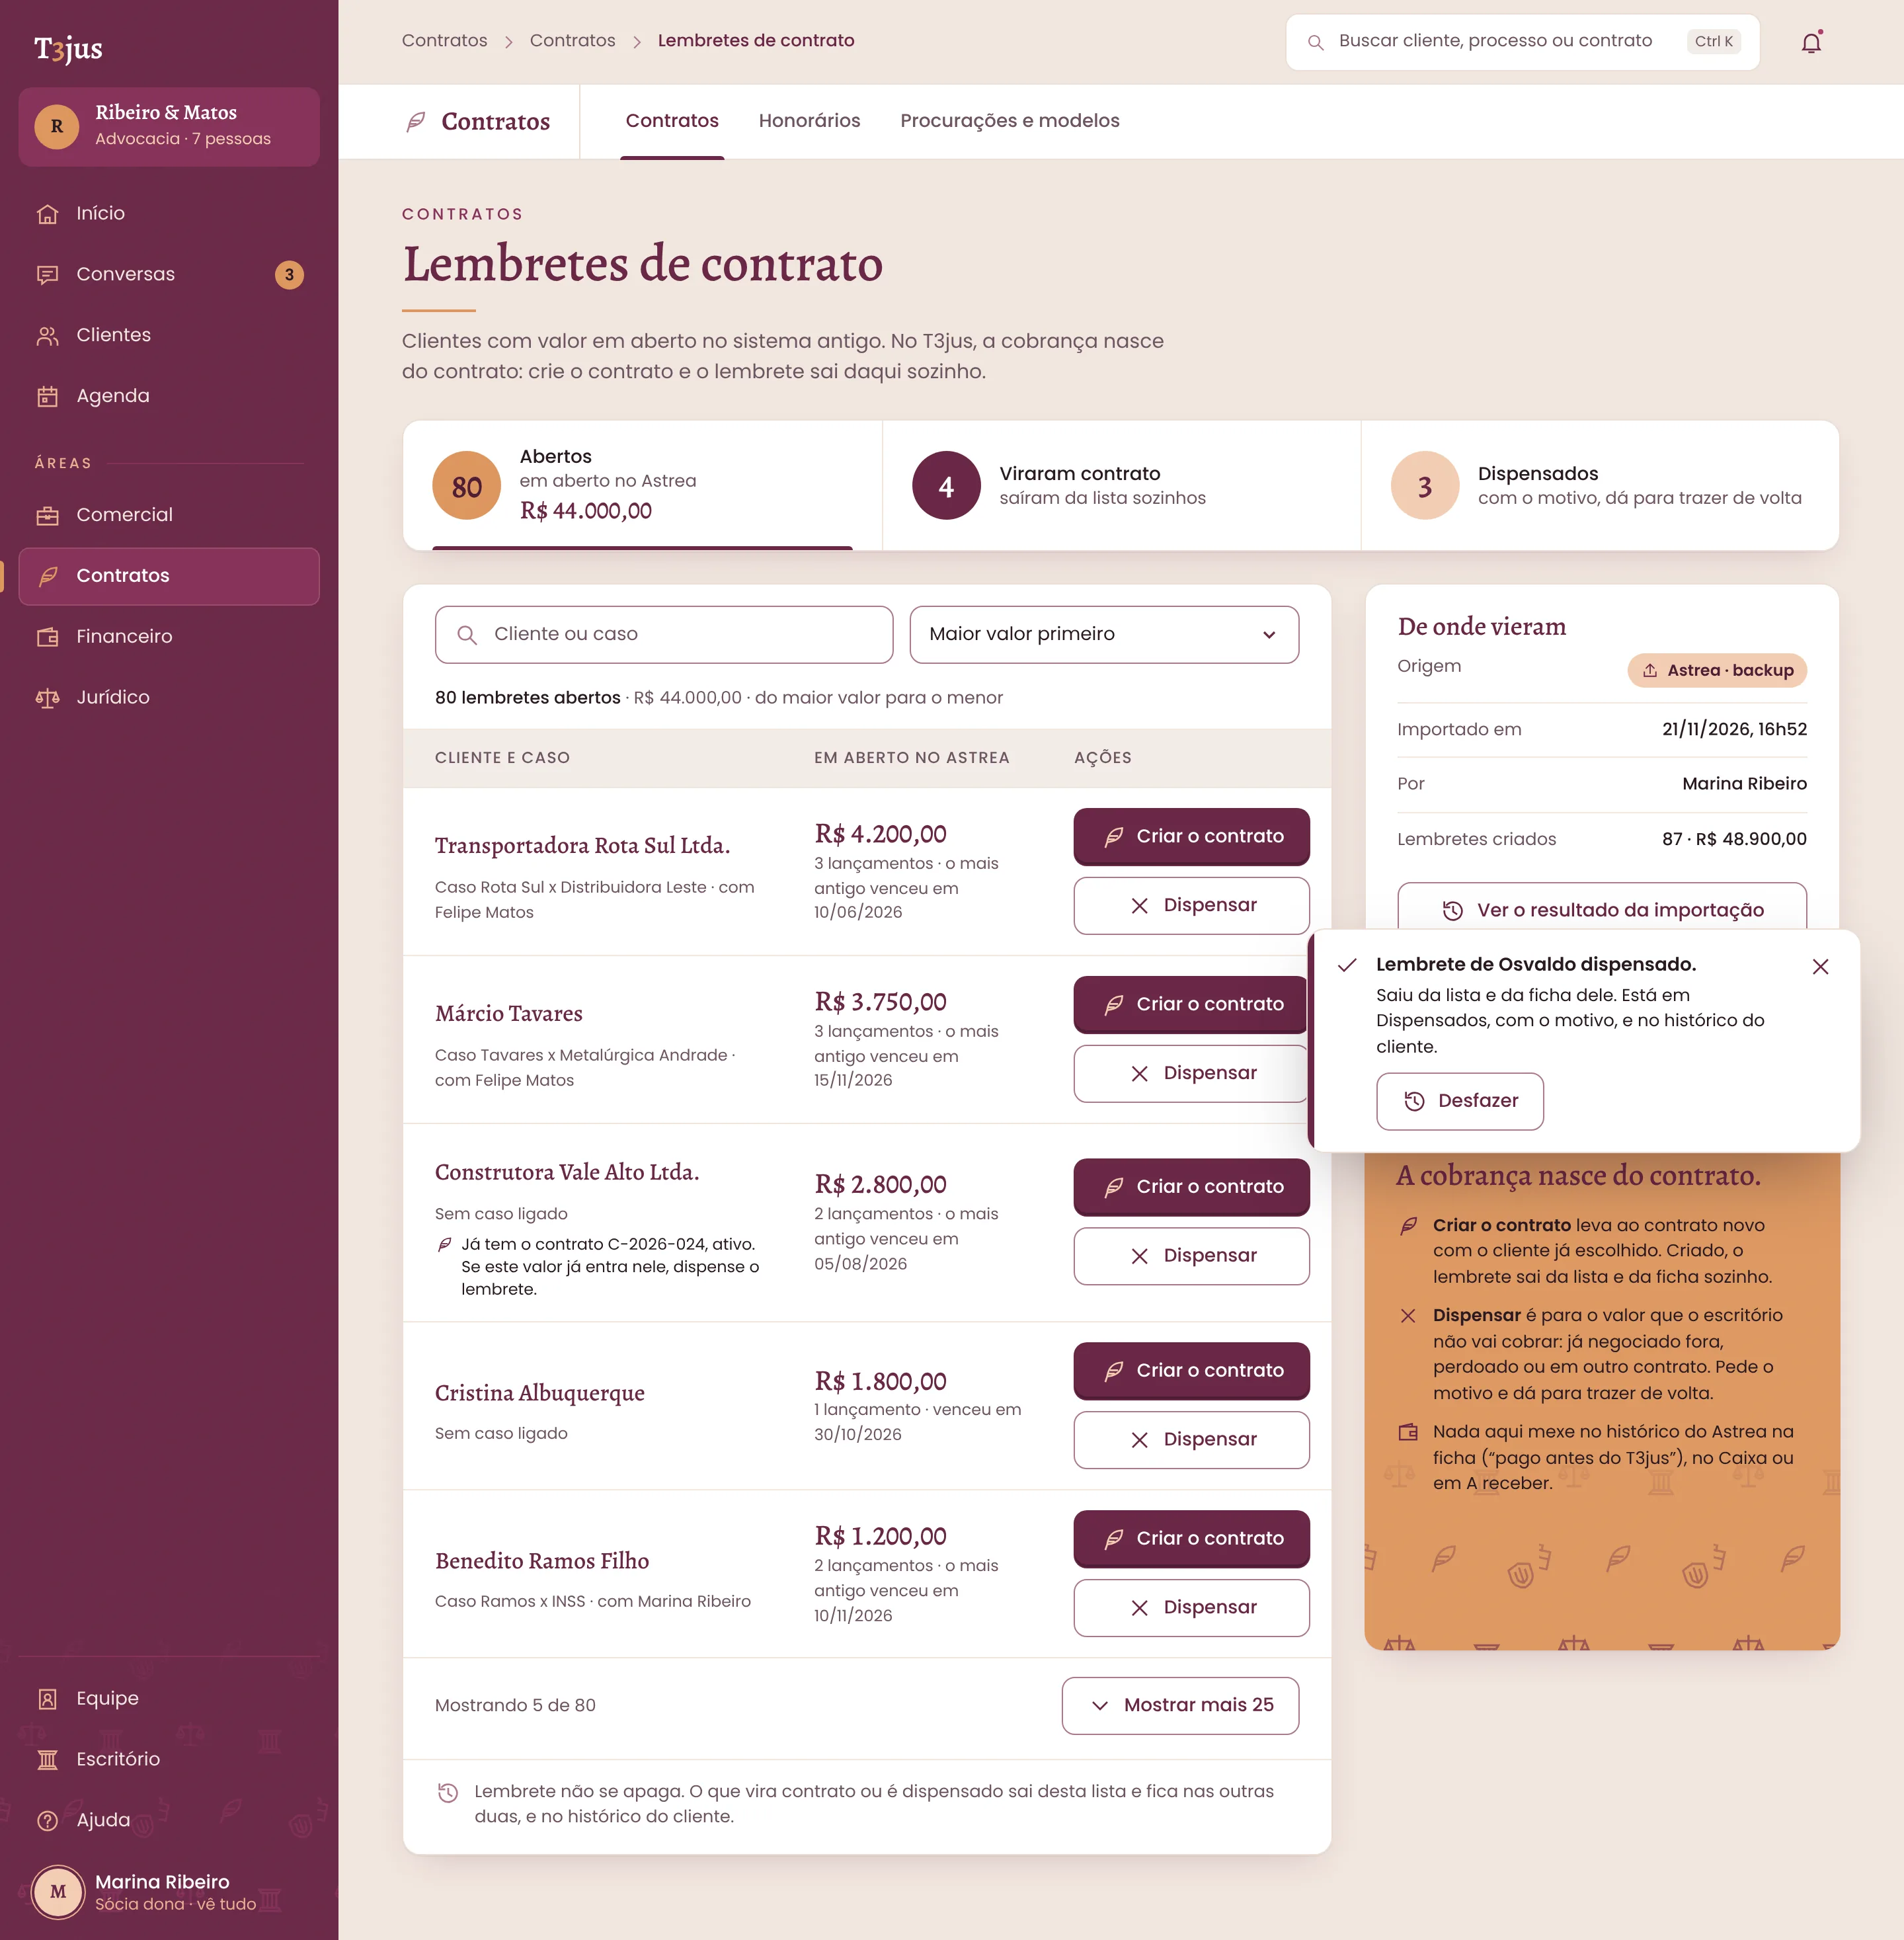 T3jus
R
Ribeiro & Matos
Advocacia · 7 pessoas
Início
Conversas
3
Clientes
Agenda
ÁREAS
Comercial
Contratos
Financeiro
Jurídico
Equipe
Escritório
Ajuda
M
Marina Ribeiro
Sócia dona · vê tudo
Contratos
Contratos
Lembretes de contrato
Buscar cliente, processo ou contrato
Ctrl K
Contratos
Contratos
Honorários
Procurações e modelos
CONTRATOS
Lembretes de contrato
Clientes com valor em aberto no sistema antigo. No T3jus, a cobrança nasce
do contrato: crie o contrato e o lembrete sai daqui sozinho.
80
Abertos
em aberto no Astrea
R$ 44.000,00
4
Viraram contrato
saíram da lista sozinhos
3
Dispensados
com o motivo, dá para trazer de volta
Cliente ou caso
Maior valor primeiro
80 lembretes abertos · R$ 44.000,00 · do maior valor para o menor
CLIENTE E CASO
EM ABERTO NO ASTREA
AÇÕES
Transportadora Rota Sul Ltda.
Caso Rota Sul x Distribuidora Leste · com
Felipe Matos
R$ 4.200,00
3 lançamentos · o mais
antigo venceu em
10/06/2026
Criar o contrato
Dispensar
Márcio Tavares
Caso Tavares x Metalúrgica Andrade ·
com Felipe Matos
R$ 3.750,00
3 lançamentos · o mais
antigo venceu em
15/11/2026
Criar o contrato
Dispensar
Construtora Vale Alto Ltda.
Sem caso ligado
Já tem o contrato C-2026-024, ativo.
Se este valor já entra nele, dispense o
lembrete.
R$ 2.800,00
2 lançamentos · o mais
antigo venceu em
05/08/2026
Criar o contrato
Dispensar
Cristina Albuquerque
Sem caso ligado
R$ 1.800,00
1 lançamento · venceu em
30/10/2026
Criar o contrato
Dispensar
Benedito Ramos Filho
Caso Ramos x INSS · com Marina Ribeiro
R$ 1.200,00
2 lançamentos · o mais
antigo venceu em
10/11/2026
Criar o contrato
Dispensar
Mostrando 5 de 80
Mostrar mais 25
Lembrete não se apaga. O que vira contrato ou é dispensado sai desta lista e fica nas outras
duas, e no histórico do cliente.
De onde vieram
Origem
Astrea · backup
Importado em
21/11/2026, 16h52
Por
Marina Ribeiro
Lembretes criados
87 · R$ 48.900,00
Ver o resultado da importação
Lembrete de Osvaldo dispensado.
Saiu da lista e da ficha dele. Está em
Dispensados, com o motivo, e no histórico do
cliente.
Desfazer
A cobrança nasce do contrato.
Criar o contrato leva ao contrato novo
com o cliente já escolhido. Criado, o
lembrete sai da lista e da ficha sozinho.
Dispensar é para o valor que o escritório
não vai cobrar: já negociado fora,
perdoado ou em outro contrato. Pede o
motivo e dá para trazer de volta.
Nada aqui mexe no histórico do Astrea na
ficha (“pago antes do T3jus”), no Caixa ou
em A receber.